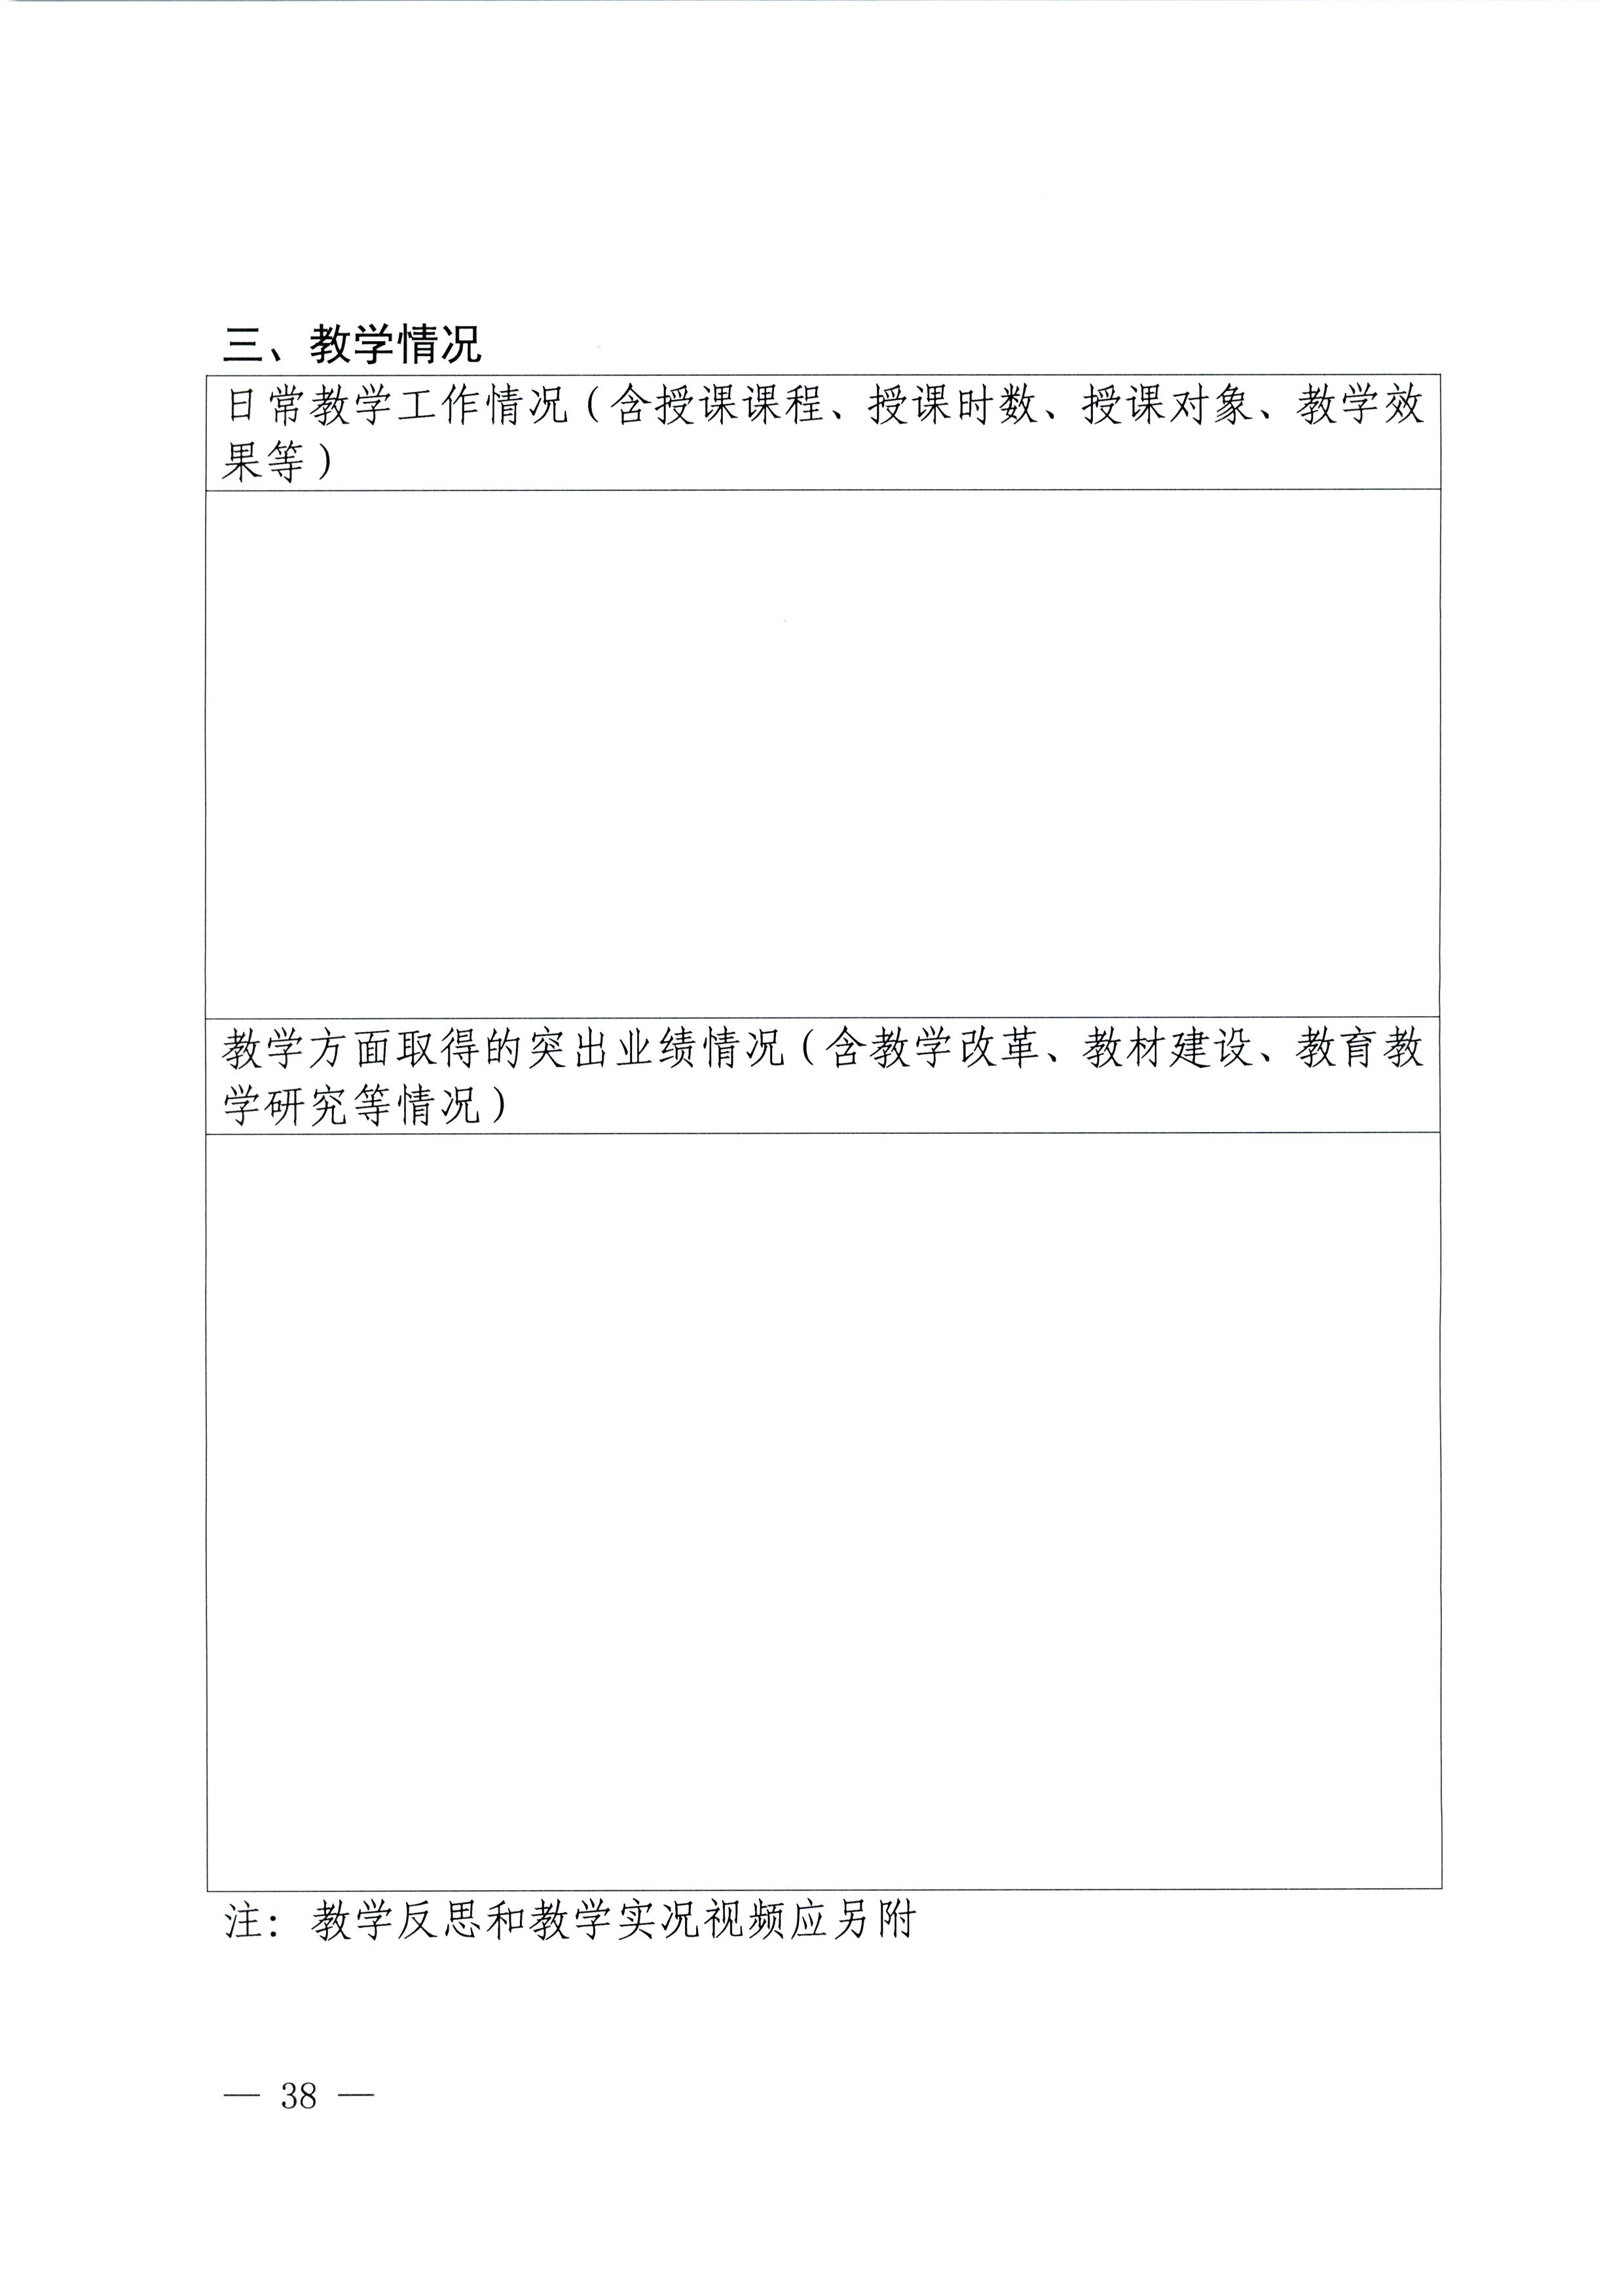 三、教学情况
日常教学工作情况（含授课课程、授课时数、授课对象、教学效
果等）
教学方面取得的突出业绩情况（含教学改革、教材建设、教育教
学研究等情况）
注：教学反思和教学实况视频应另附
— 38 —